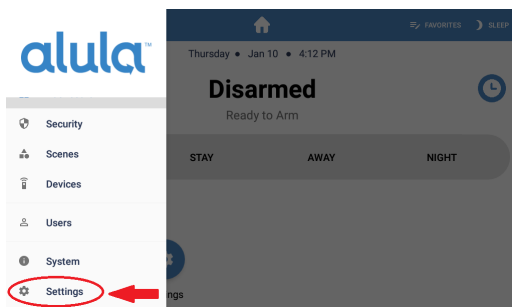 alula™
FAVORITES
SLEEP
Thursday • Jan 10 • 4:12 PM
Disarmed
Ready to Arm
STAY
AWAY
NIGHT
Security
Scenes
Devices
Users
System
Settings
ngs